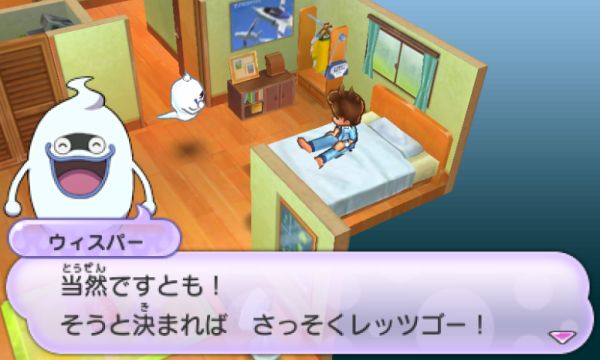 ウィスパー
当然ですとも！
そうと決まれば　さっそくレッツゴー！